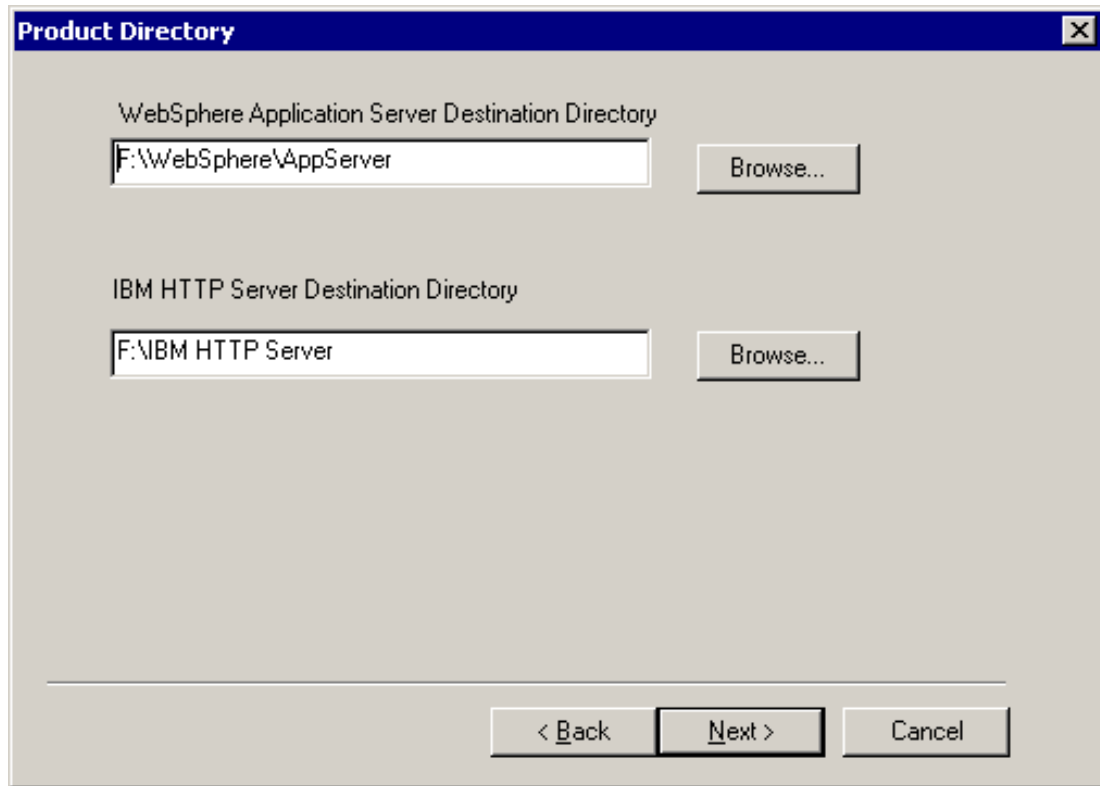 Product Directory
WebSphere Application Server Destination Directory
F:\WebSphere\AppServer
Browse...
IBM HTTP Server Destination Directory
F:\IBM HTTP Server
Browse...
< Back
Next >
Cancel